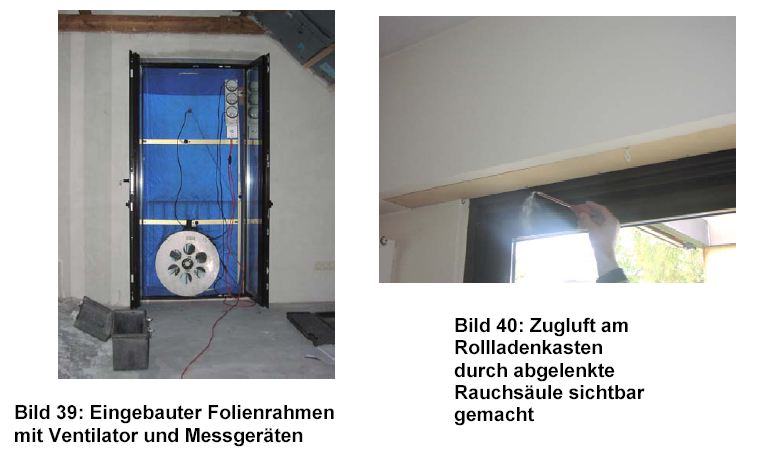 Bild 39: Eingebauter Folienrahmen
mit Ventilator und Messgeräten
Bild 40: Zugluft am
Rollladenkasten
durch abgelenkte
Rauchsäule sichtbar
gemacht